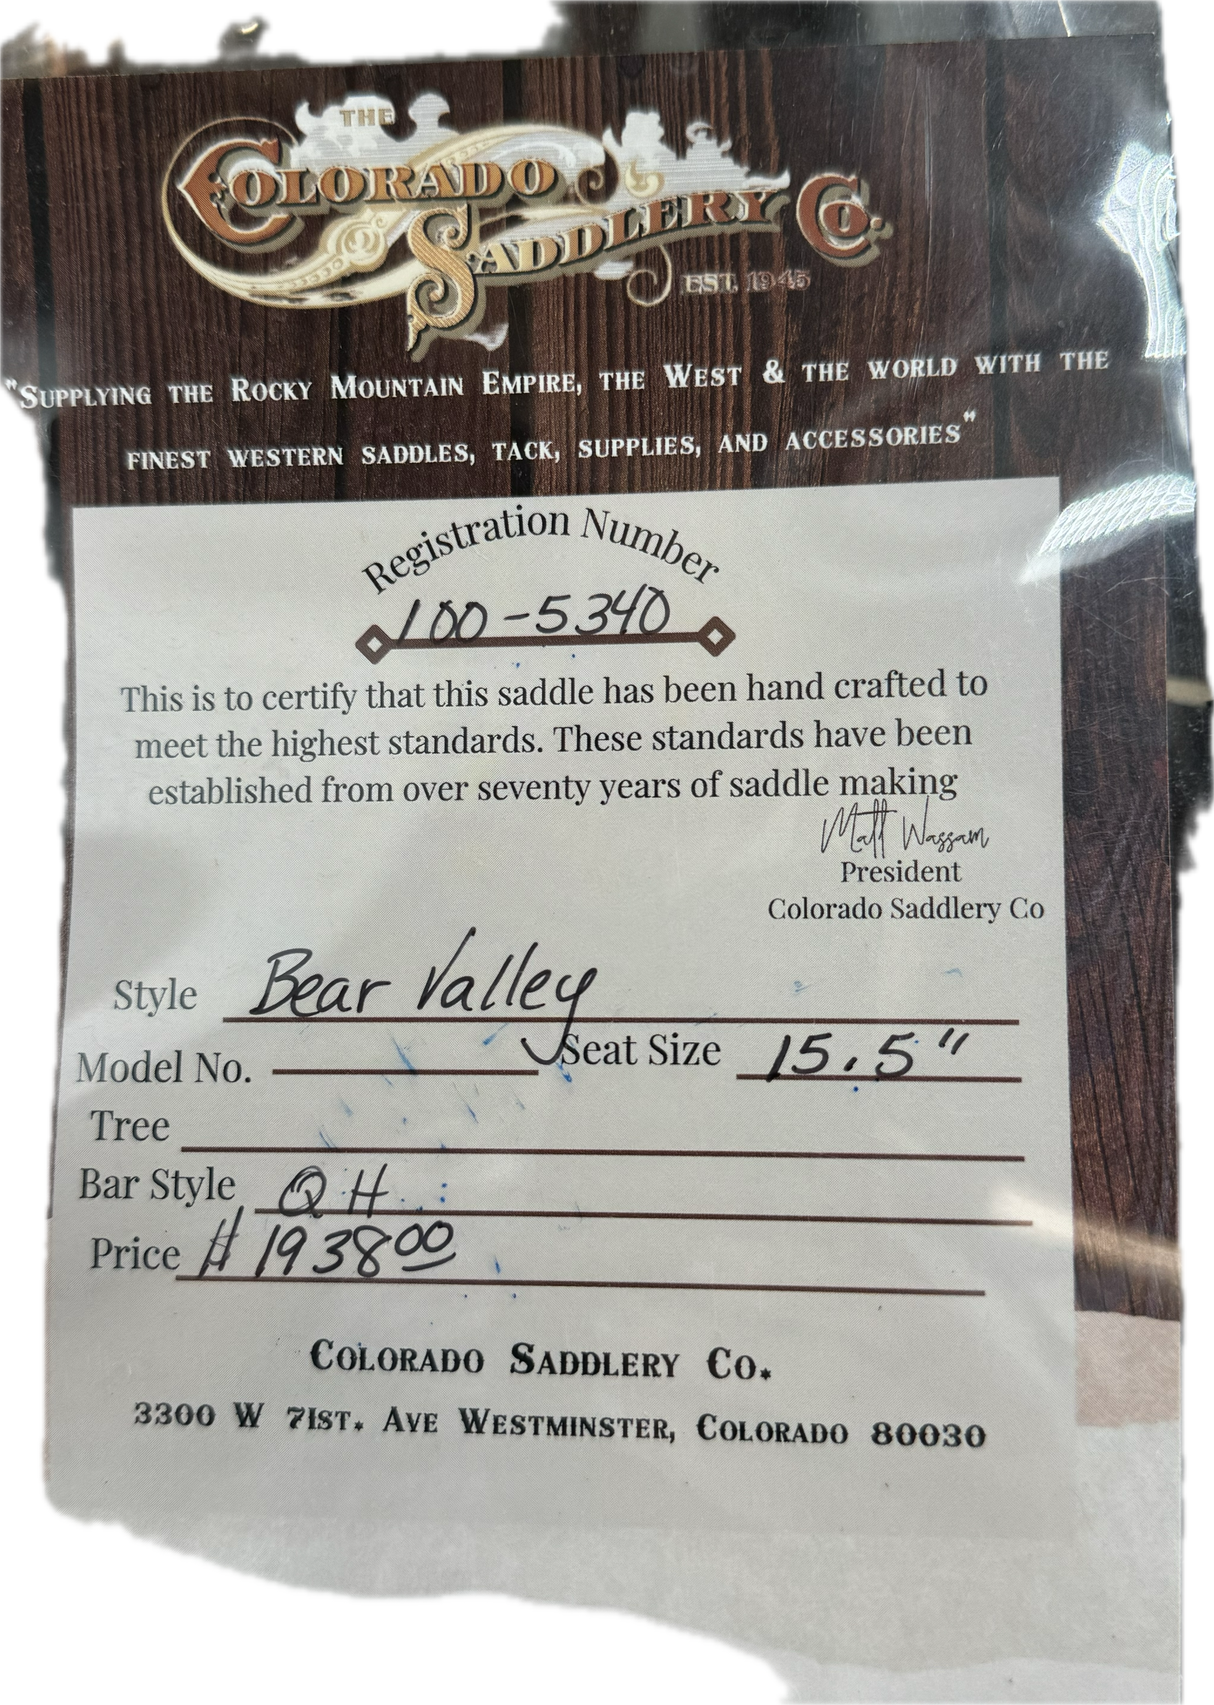 THE
COLORADO
SADDLERY CO.
EST. 1945
"SUPPLYING THE ROCKY MOUNTAIN EMPIRE, THE WEST & THE WORLD WITH THE
FINEST WESTERN SADDLES, TACK, SUPPLIES, AND ACCESSORIES"
Registration Number
100-5340
This is to certify that this saddle has been hand crafted to
meet the highest standards. These standards have been
established from over seventy years of saddle making
Matt Wassam
President
Colorado Saddlery Co
Style Bear Valley
Model No. Seat Size 15.5"
Tree
Bar Style QH
Price $ 1938 00
COLORADO SADDLERY CO.
3300 W 71ST. AVE WESTMINSTER, COLORADO 80030